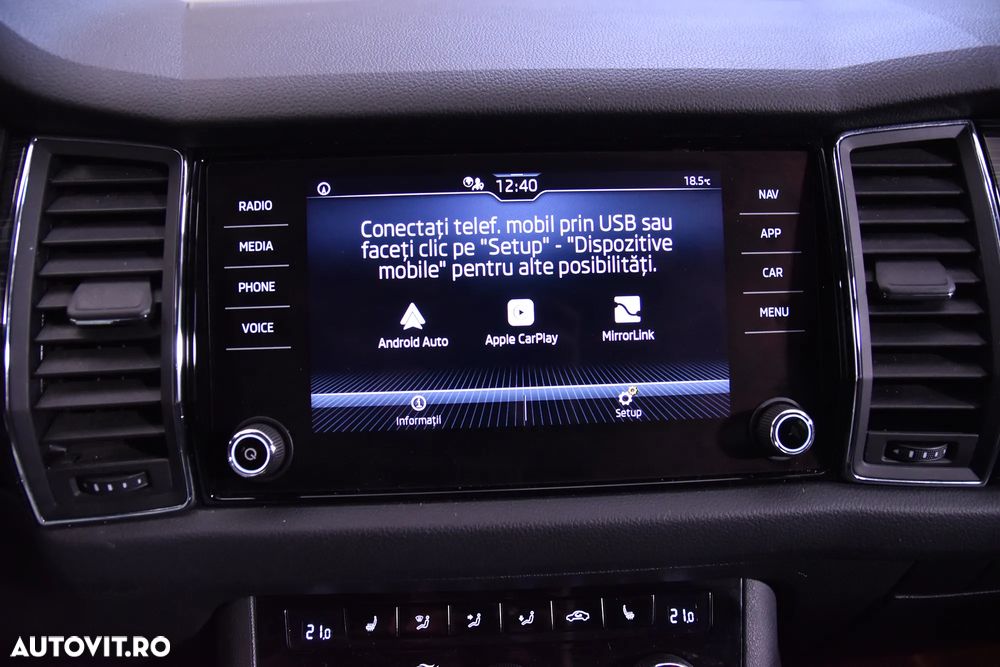 12:40
18.5°C
RADIO
MEDIA
PHONE
VOICE
Conectați telef. mobil prin USB sau
faceți clic pe "Setup" - "Dispozitive
mobile" pentru alte posibilități.
Android Auto
Apple CarPlay
MirrorLink
Informații
Setup
NAV
APP
CAR
MENU
21.0
21.0
AUTOVIT.RO